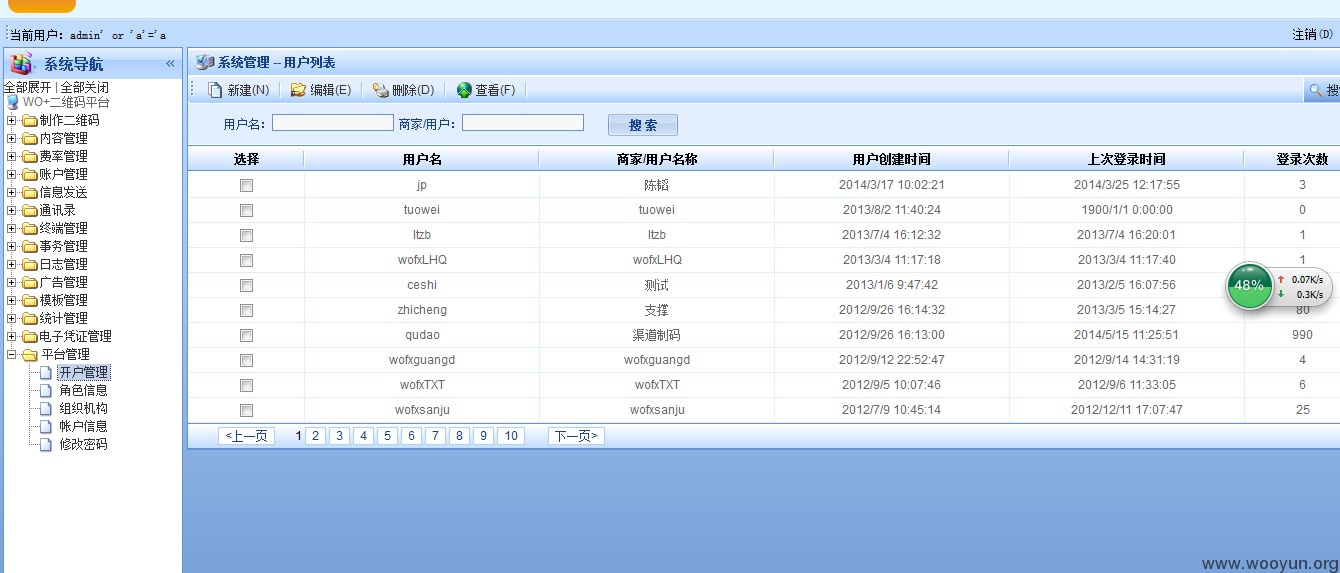 当前用户：admin' or 'a'='a
注销(D)
系统导航 «
全部展开 | 全部关闭
WO+二维码平台
制作二维码
内容管理
费率管理
账户管理
信息发送
通讯录
终端管理
事务管理
日志管理
广告管理
模板管理
统计管理
电子凭证管理
平台管理
开户管理
角色信息
组织机构
帐户信息
修改密码
系统管理 -- 用户列表
新建(N) 编辑(E) 删除(D) 查看(F)
用户名： 商家/用户： 搜 索
选择 用户名 商家/用户名称 用户创建时间 上次登录时间 登录次数
jp 陈韬 2014/3/17 10:02:21 2014/3/25 12:17:55 3
tuowei tuowei 2013/8/2 11:40:24 1900/1/1 0:00:00 0
ltzb ltzb 2013/7/4 16:12:32 2013/7/4 16:20:01 1
wofxLHQ wofxLHQ 2013/3/4 11:17:18 2013/3/4 11:17:40 1
ceshi 测试 2013/1/6 9:47:42 2013/2/5 16:07:56
zhicheng 支撑 2012/9/26 16:14:32 2013/3/5 15:14:27 80
qudao 渠道制码 2012/9/26 16:13:00 2014/5/15 11:25:51 990
wofxguangd wofxguangd 2012/9/12 22:52:47 2012/9/14 14:31:19 4
wofxTXT wofxTXT 2012/9/5 10:07:46 2012/9/6 11:33:05 6
wofxsanju wofxsanju 2012/7/9 10:45:14 2012/12/11 17:07:47 25
<上一页 1 2 3 4 5 6 7 8 9 10 下一页>
48% 0.07K/s
0.3K/s
www.wooyun.org